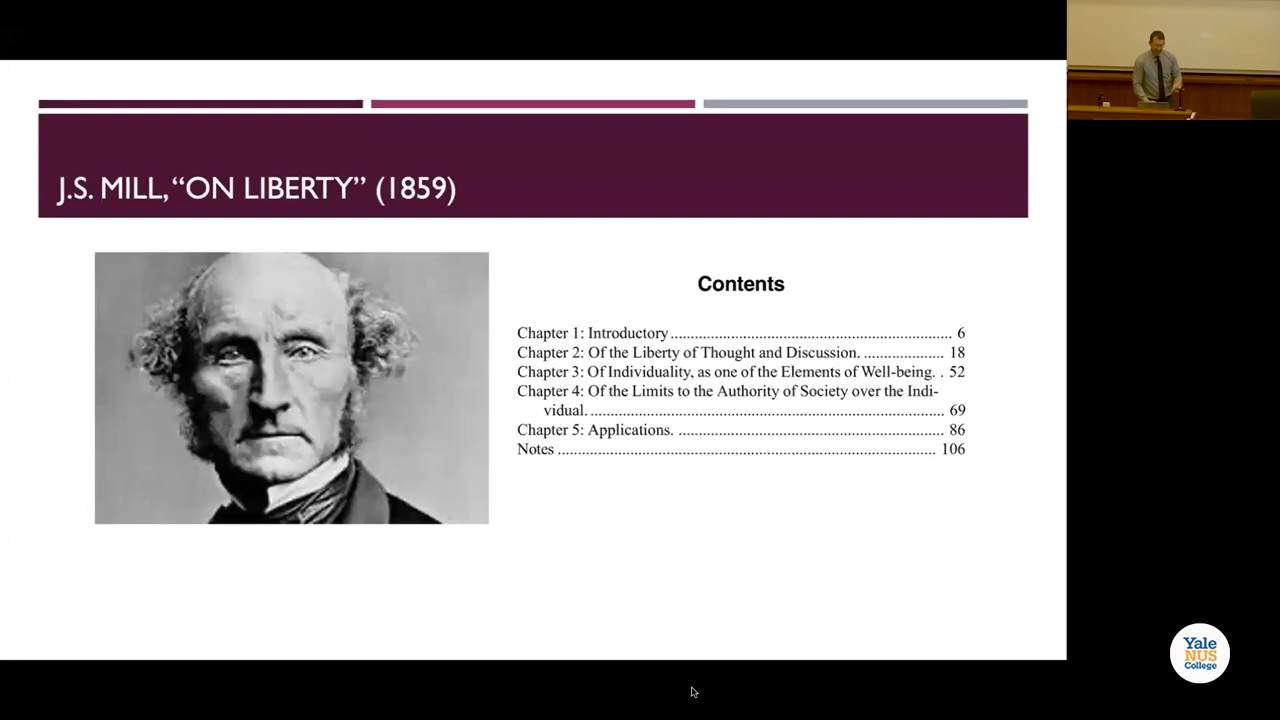 J.S. MILL, “ON LIBERTY” (1859)
Contents
Chapter 1: Introductory ........................................................................ 6
Chapter 2: Of the Liberty of Thought and Discussion. .................... 18
Chapter 3: Of Individuality, as one of the Elements of Well-being. . 52
Chapter 4: Of the Limits to the Authority of Society over the Indi-
vidual. ......................................................................................... 69
Chapter 5: Applications. .................................................................... 86
Notes ................................................................................................. 106
Yale
NUS
College